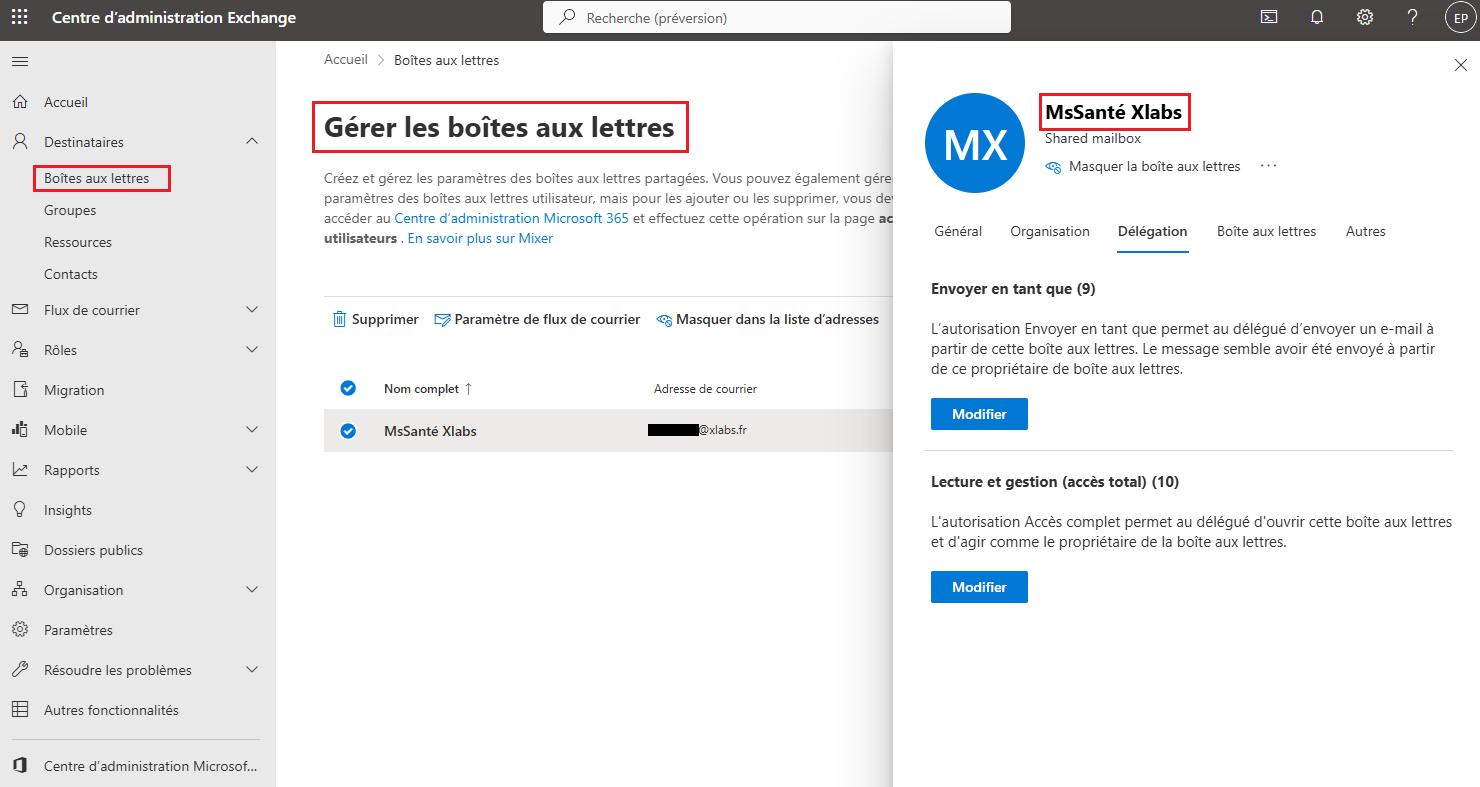 Centre d’administration Exchange
Recherche (préversion)
EP
Accueil
Destinataires
Boîtes aux lettres
Groupes
Ressources
Contacts
Flux de courrier
Rôles
Migration
Mobile
Rapports
Insights
Dossiers publics
Organisation
Paramètres
Résoudre les problèmes
Autres fonctionnalités
Centre d’administration Microsof...
Accueil > Boîtes aux lettres
Gérer les boîtes aux lettres
Créez et gérez les paramètres des boîtes aux lettres partagées. Vous pouvez également gére
paramètres des boîtes aux lettres utilisateur, mais pour les ajouter ou les supprimer, vous de
accéder au Centre d’administration Microsoft 365 et effectuez cette opération sur la page ac
utilisateurs . En savoir plus sur Mixer
Supprimer Paramètre de flux de courrier Masquer dans la liste d’adresses
Nom complet ↑ Adresse de courrier
MsSanté Xlabs @xlabs.fr
MX
MsSanté Xlabs
Shared mailbox
Masquer la boîte aux lettres ...
Général Organisation Délégation Boîte aux lettres Autres
Envoyer en tant que (9)
L’autorisation Envoyer en tant que permet au délégué d’envoyer un e-mail à
partir de cette boîte aux lettres. Le message semble avoir été envoyé à partir
de ce propriétaire de boîte aux lettres.
Modifier
Lecture et gestion (accès total) (10)
L'autorisation Accès complet permet au délégué d'ouvrir cette boîte aux lettres
et d'agir comme le propriétaire de la boîte aux lettres.
Modifier